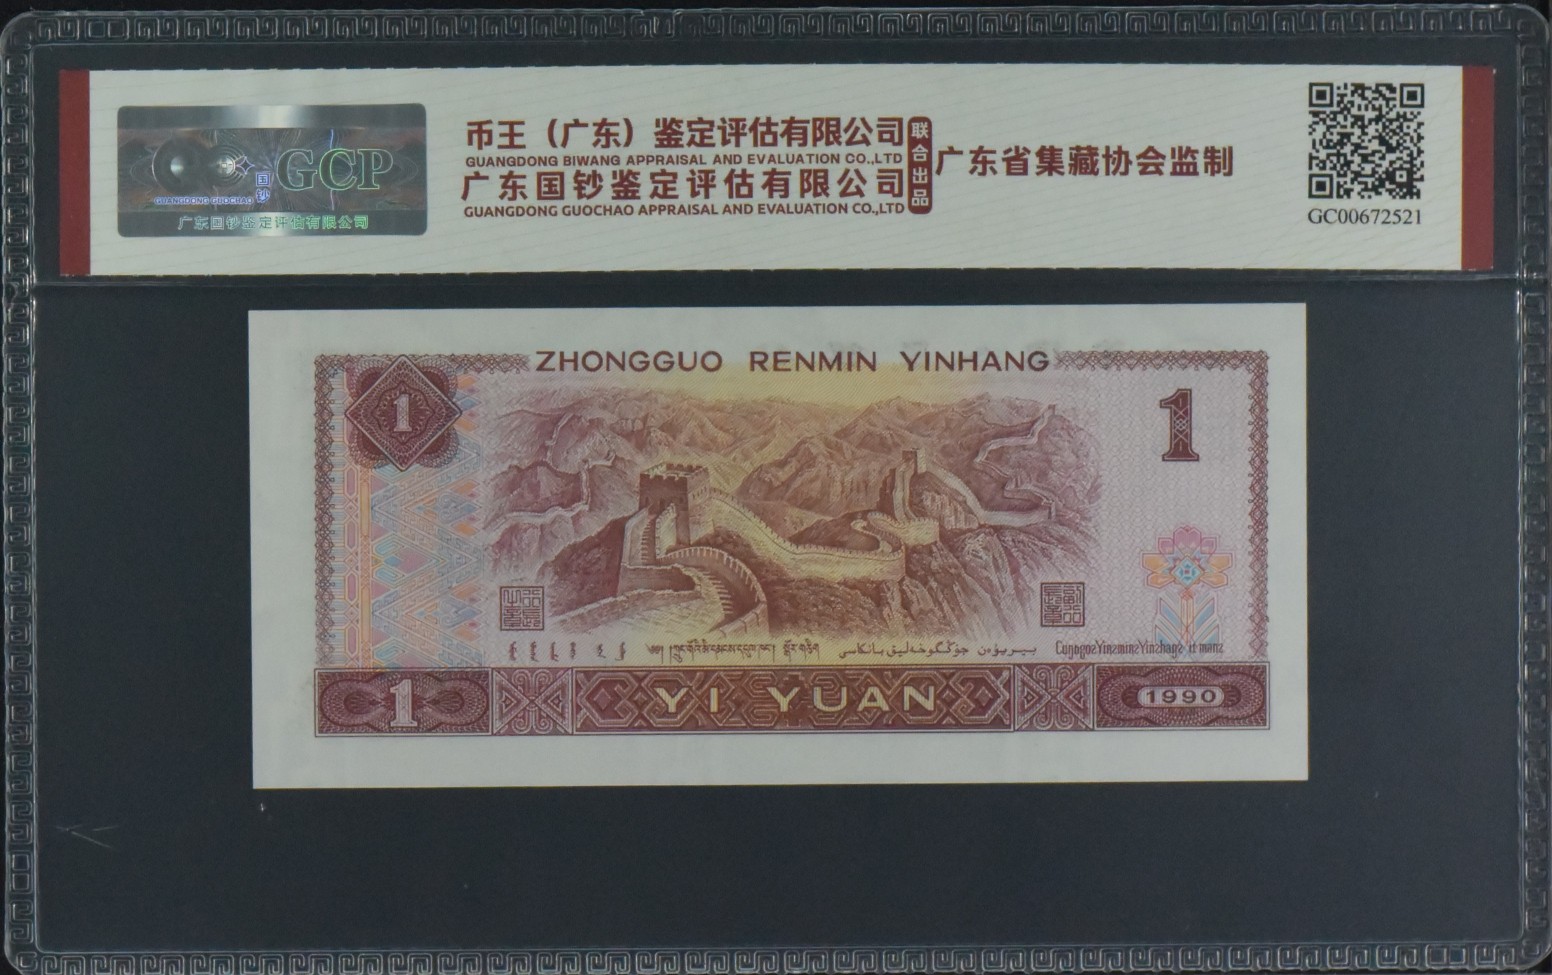 GCP
国钞
GUANGDONG GUOCHAO
广东国钞鉴定评估有限公司
币王（广东）鉴定评估有限公司
GUANGDONG BIWANG APPRAISAL AND EVALUATION CO.,LTD
广东国钞鉴定评估有限公司
GUANGDONG GUOCHAO APPRAISAL AND EVALUATION CO.,LTD
联合出品
广东省集藏协会监制
GC00672521
ZHONGGUO RENMIN YINHANG
1
1
1
YI YUAN
1990